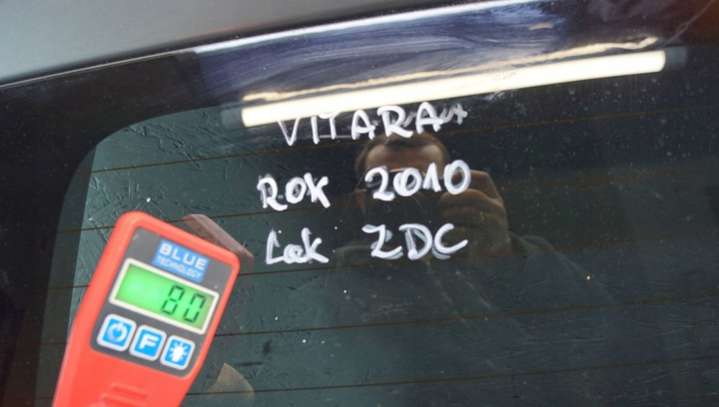 VITARA
ROK 2010
Lak ZDC
BLUE
TECHNOLOGY
80
F